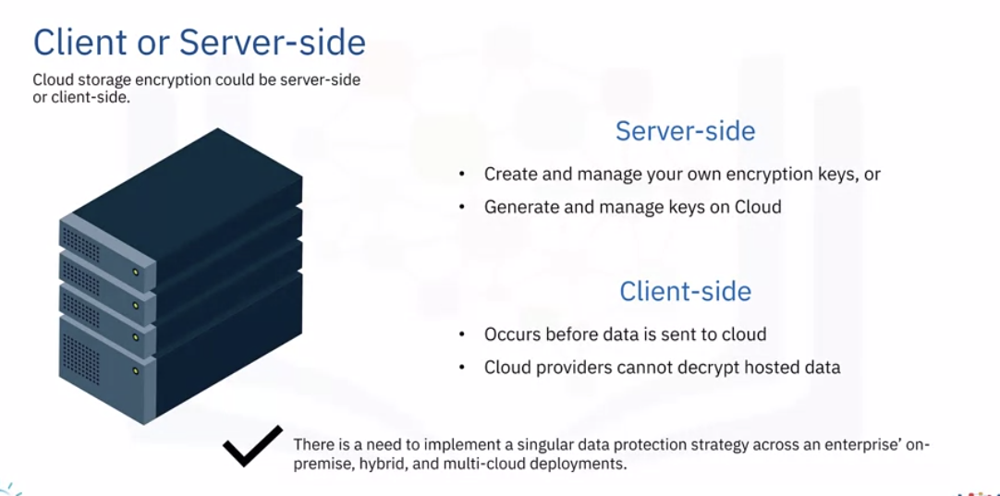 Client or Server-side
Cloud storage encryption could be server-side
or client-side.
Server-side
• Create and manage your own encryption keys, or
• Generate and manage keys on Cloud
Client-side
• Occurs before data is sent to cloud
• Cloud providers cannot decrypt hosted data
There is a need to implement a singular data protection strategy across an enterprise' on-
premise, hybrid, and multi-cloud deployments.